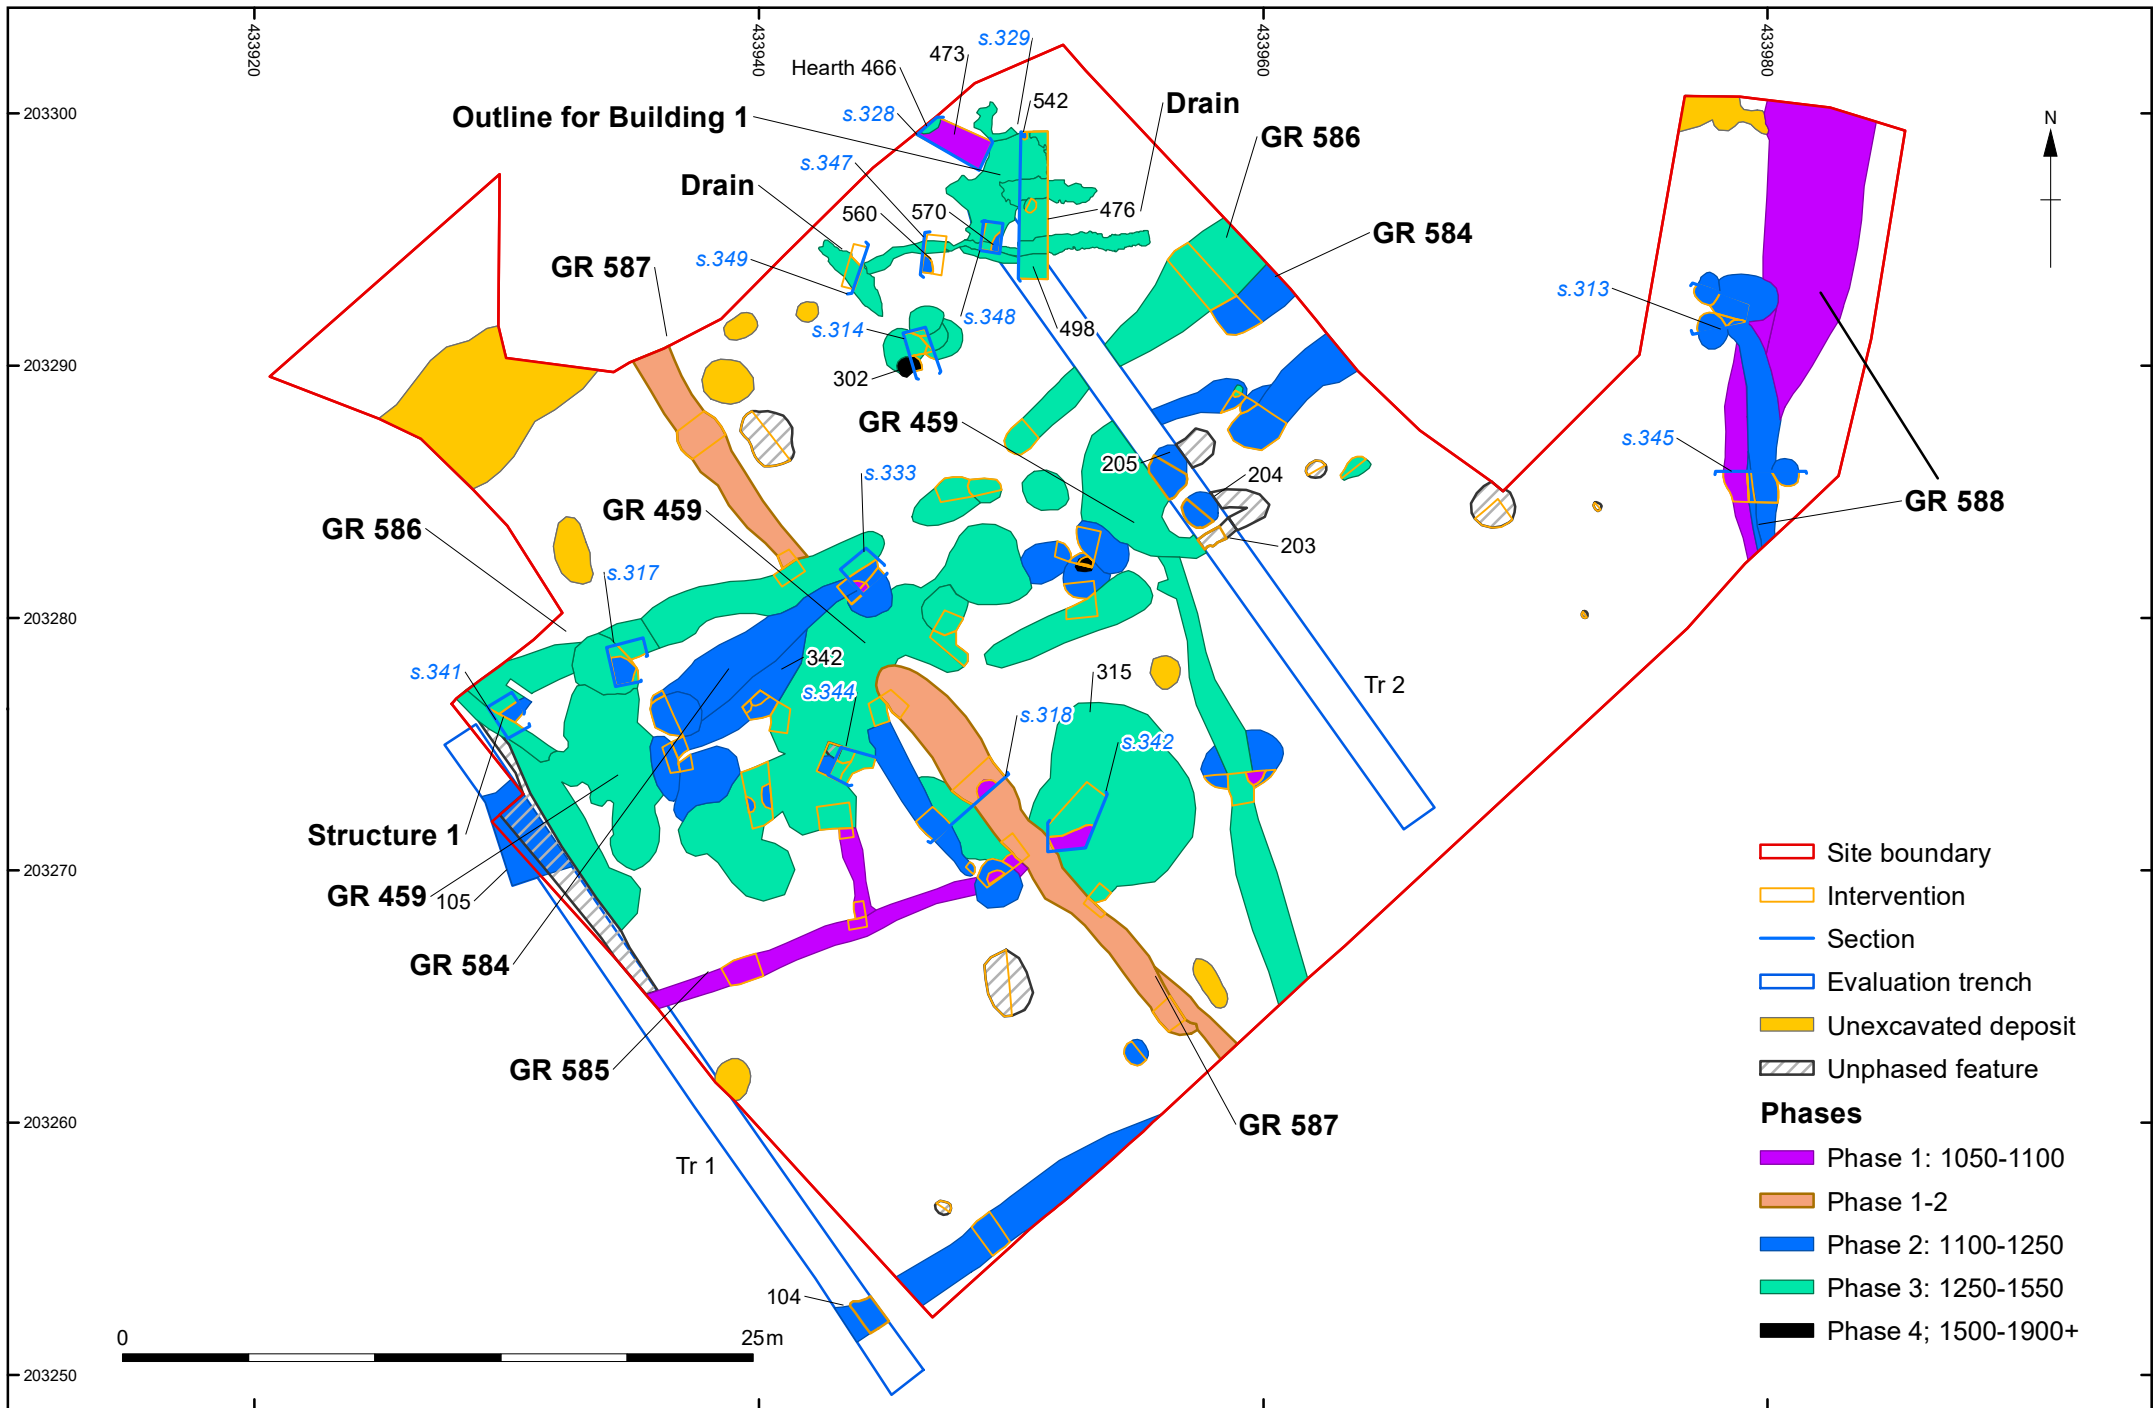 433920
433940
433960
433980
s.329
473
Hearth 466
542
Drain
Outline for Building 1
s.328
GR 586
203300
N
s.347
Drain
560
570
476
GR 584
s.349
GR 587
s.313
s.314
s.348
498
203290
302
GR 459
s.345
205
s.333
204
GR 459
GR 588
GR 586
203
s.317
203280
342
s.341
315
s.344
Tr 2
s.318
s.342
Structure 1
Site boundary
203270
GR 459
105
Intervention
Section
GR 584
Evaluation trench
Unexcavated deposit
GR 585
Unphased feature
Phases
203260
GR 587
Tr 1
Phase 1: 1050-1100
Phase 1-2
Phase 2: 1100-1250
104
Phase 3: 1250-1550
0
25m
Phase 4; 1500-1900+
203250